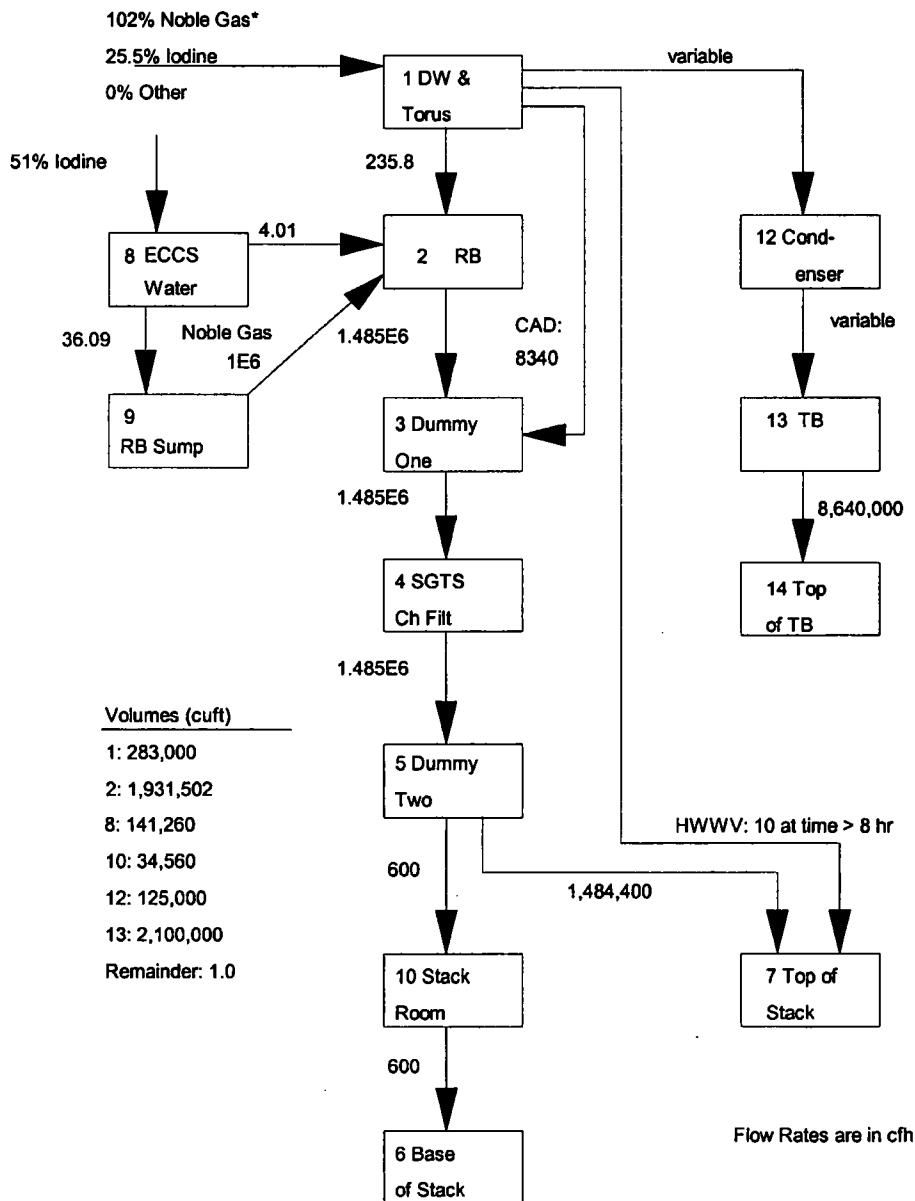 102% Noble Gas*
25.5% Iodine
0% Other
51% Iodine
1 DW &
Torus
variable
235.8
8 ECCS
Water
4.01
2 RB
12 Cond-
enser
36.09
Noble Gas
1E6
1.485E6
CAD:
8340
variable
9
RB Sump
3 Dummy
One
13 TB
1.485E6
8,640,000
4 SGTS
Ch Filt
14 Top
of TB
1.485E6
Volumes (cuft)
1: 283,000
2: 1,931,502
8: 141,260
10: 34,560
12: 125,000
13: 2,100,000
Remainder: 1.0
5 Dummy
Two
HWWV: 10 at time > 8 hr
600
1,484,400
10 Stack
Room
7 Top of
Stack
600
6 Base
of Stack
Flow Rates are in cfh